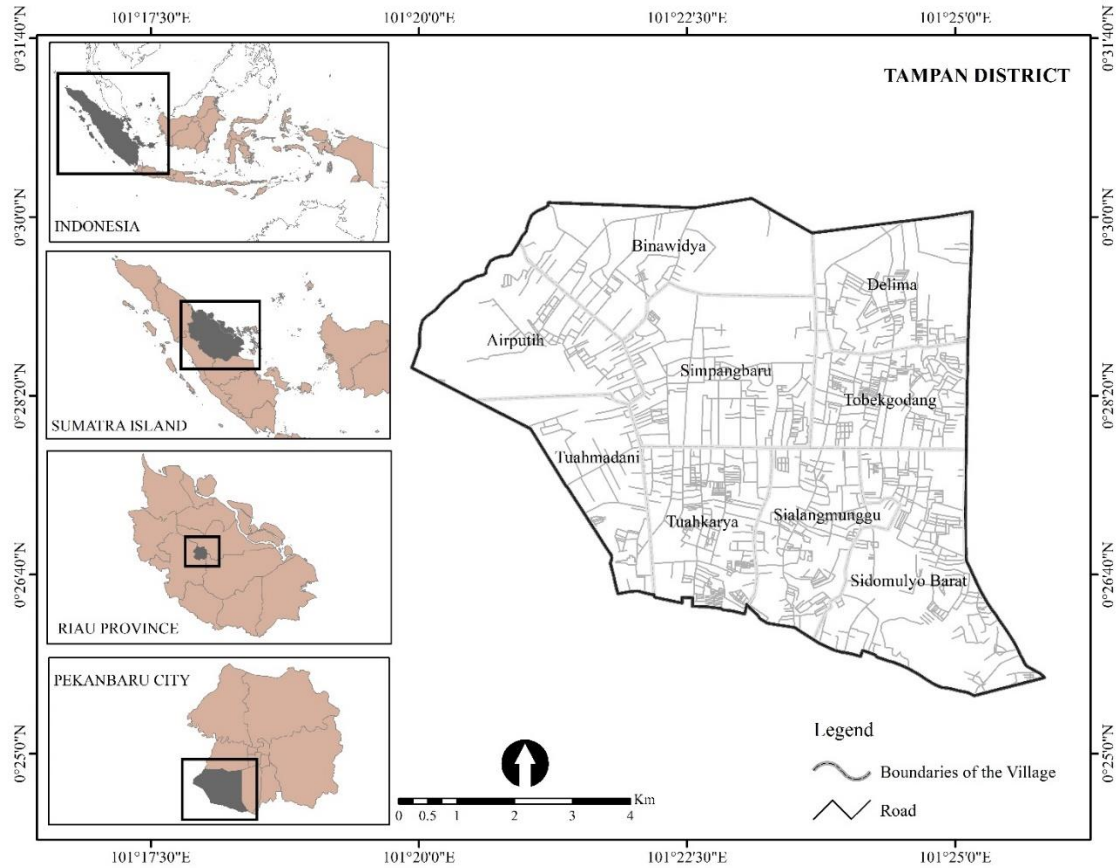 101°17'30"E 101°20'0"E 101°22'30"E 101°25'0"E
0°31'40"N 0°31'40"N
TAMPAN DISTRICT
INDONESIA
0°30'0"N 0°30'0"N
SUMATRA ISLAND
0°28'20"N 0°28'20"N
RIAU PROVINCE
0°26'40"N 0°26'40"N
PEKANBARU CITY
0°25'0"N 0°25'0"N
Binawidya
Delima
Airputih
Simpangbaru
Tobekgodang
Tuahmadani
Tuahkarya
Sialangmunggu
Sidomulyo Barat
Legend
Boundaries of the Village
Road
Km
0 0.5 1 2 3 4
101°17'30"E 101°20'0"E 101°22'30"E 101°25'0"E